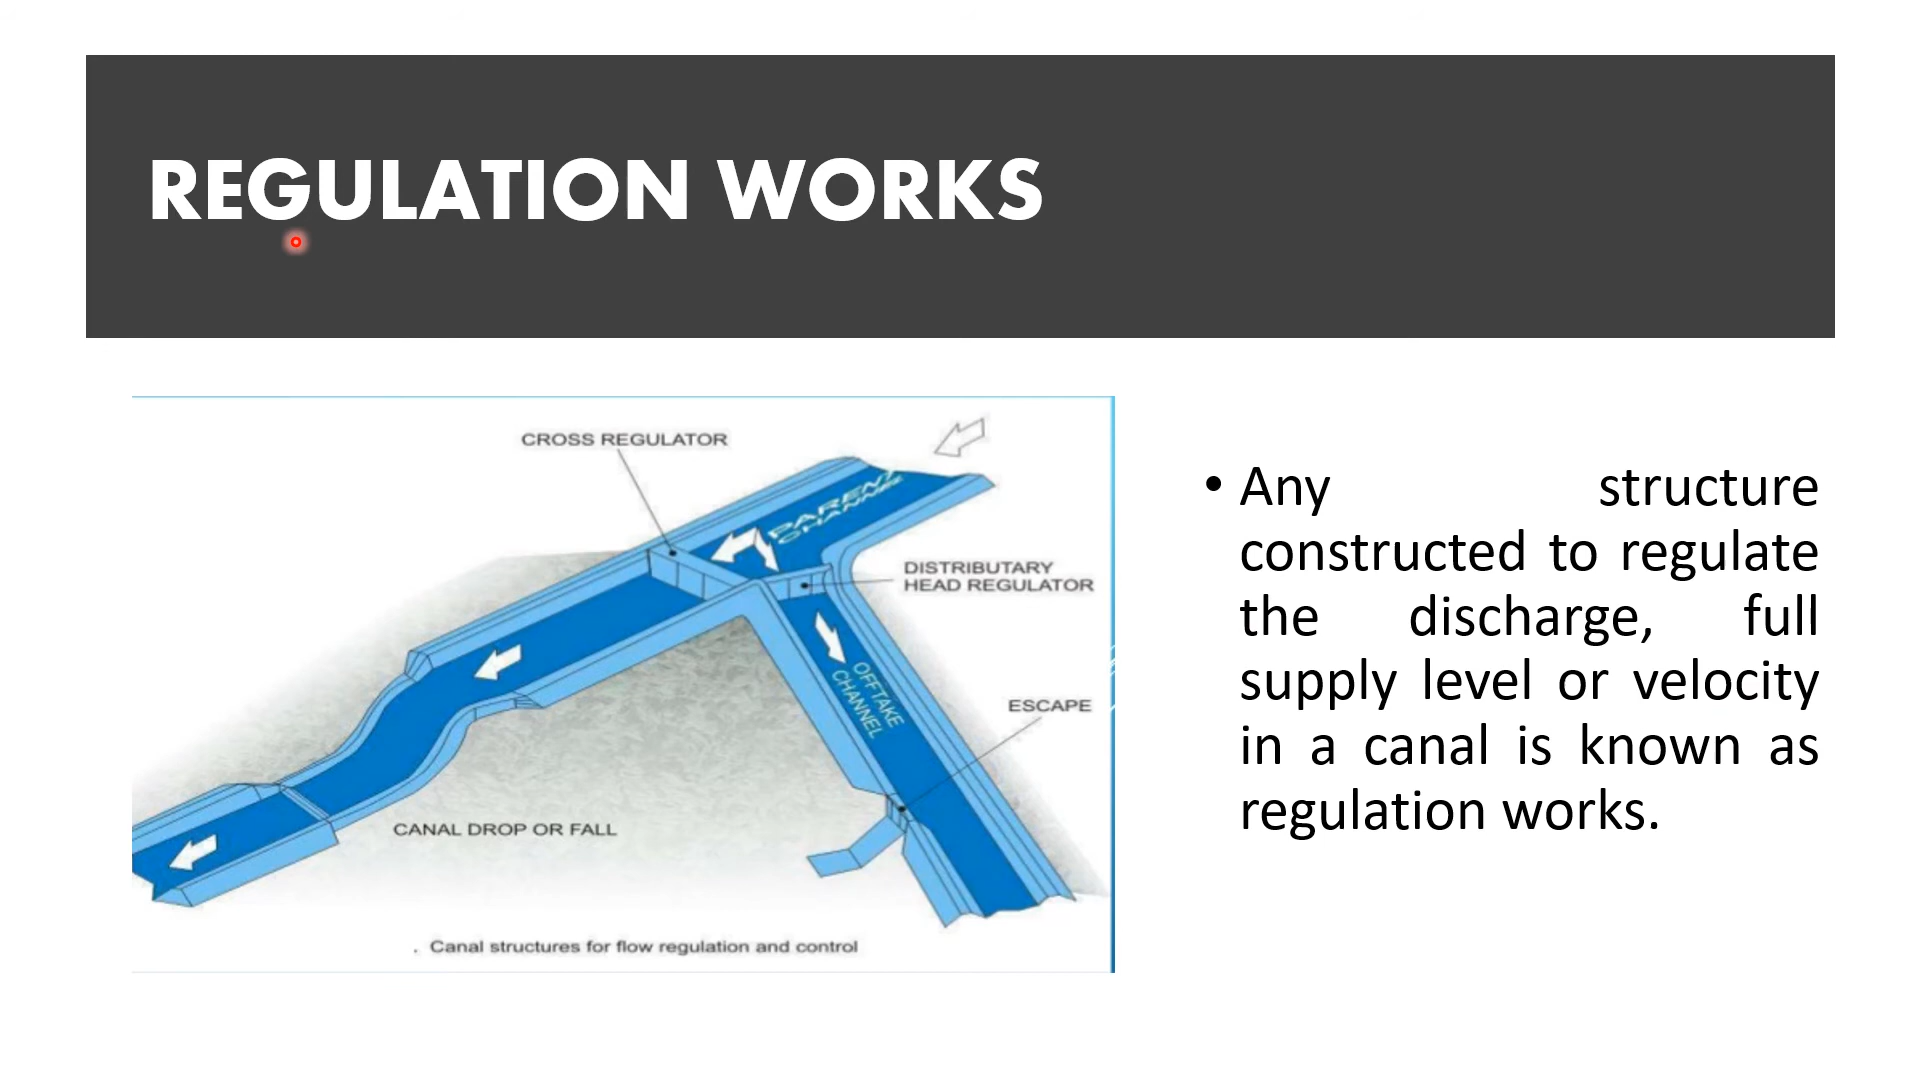 REGULATION WORKS
CROSS REGULATOR
PARENT
CHANNEL
DISTRIBUTARY
HEAD REGULATOR
OFFTAKE
CHANNEL
ESCAPE
CANAL DROP OR FALL
. Canal structures for flow regulation and control
• Any structure
constructed to regulate
the discharge, full
supply level or velocity
in a canal is known as
regulation works.